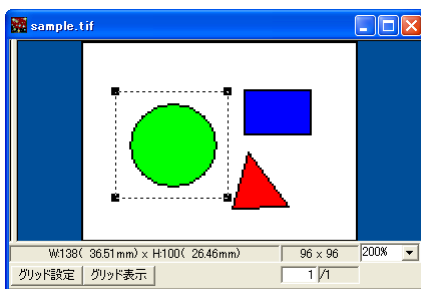 sample.tif
W:138( 36.51mm) × H:100( 26.46mm) 96 × 96 200%
グリッド設定 グリッド表示 1 /1